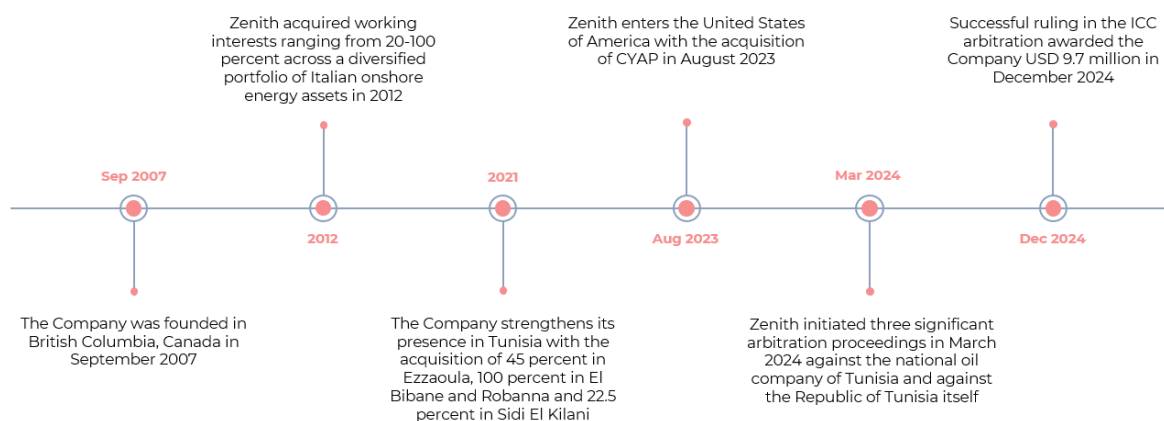 Zenith acquired working
interests ranging from 20-100
percent across a diversified
portfolio of Italian onshore
energy assets in 2012
Zenith enters the United States
of America with the acquisition
of CYAP in August 2023
Successful ruling in the ICC
arbitration awarded the
Company USD 9.7 million in
December 2024
Sep 2007
2012
2021
Aug 2023
Mar 2024
Dec 2024
The Company was founded in
British Columbia, Canada in
September 2007
The Company strengthens its
presence in Tunisia with the
acquisition of 45 percent in
Ezzaoula, 100 percent in El
Bibane and Robanna and 22.5
percent in Sidi El Kilani
Zenith initiated three significant
arbitration proceedings in March
2024 against the national oil
company of Tunisia and against
the Republic of Tunisia itself